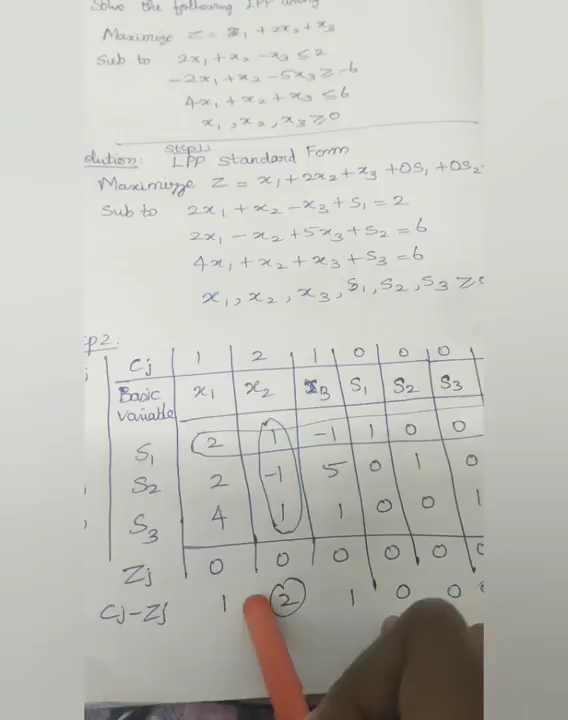 Solve the following LPP using
Maximize Z = x₁ + 2x₂ + x₃
Sub to 2x₁ + x₂ - x₃ ≤ 2
-2x₁ + x₂ - 5x₃ ≥ -6
4x₁ + x₂ + x₃ ≤ 6
x₁, x₂, x₃ ≥ 0
Step1:
olution: LPP Standard Form
Maximize Z = x₁ + 2x₂ + x₃ + 0S₁ + 0S₂
Sub to 2x₁ + x₂ - x₃ + S₁ = 2
2x₁ - x₂ + 5x₃ + S₂ = 6
4x₁ + x₂ + x₃ + S₃ = 6
x₁, x₂, x₃, S₁, S₂, S₃ ≥
ep2:
Cj 1 2 1 0 0 0
Basic Variable x₁ x₂ x₃ S₁ S₂ S₃
S₁ 2 1 -1 1 0 0
S₂ 2 -1 5 0 1 0
S₃ 4 1 1 0 0 1
Zj 0 0 0 0 0 0
Cj-Zj 1 2 1 0 0